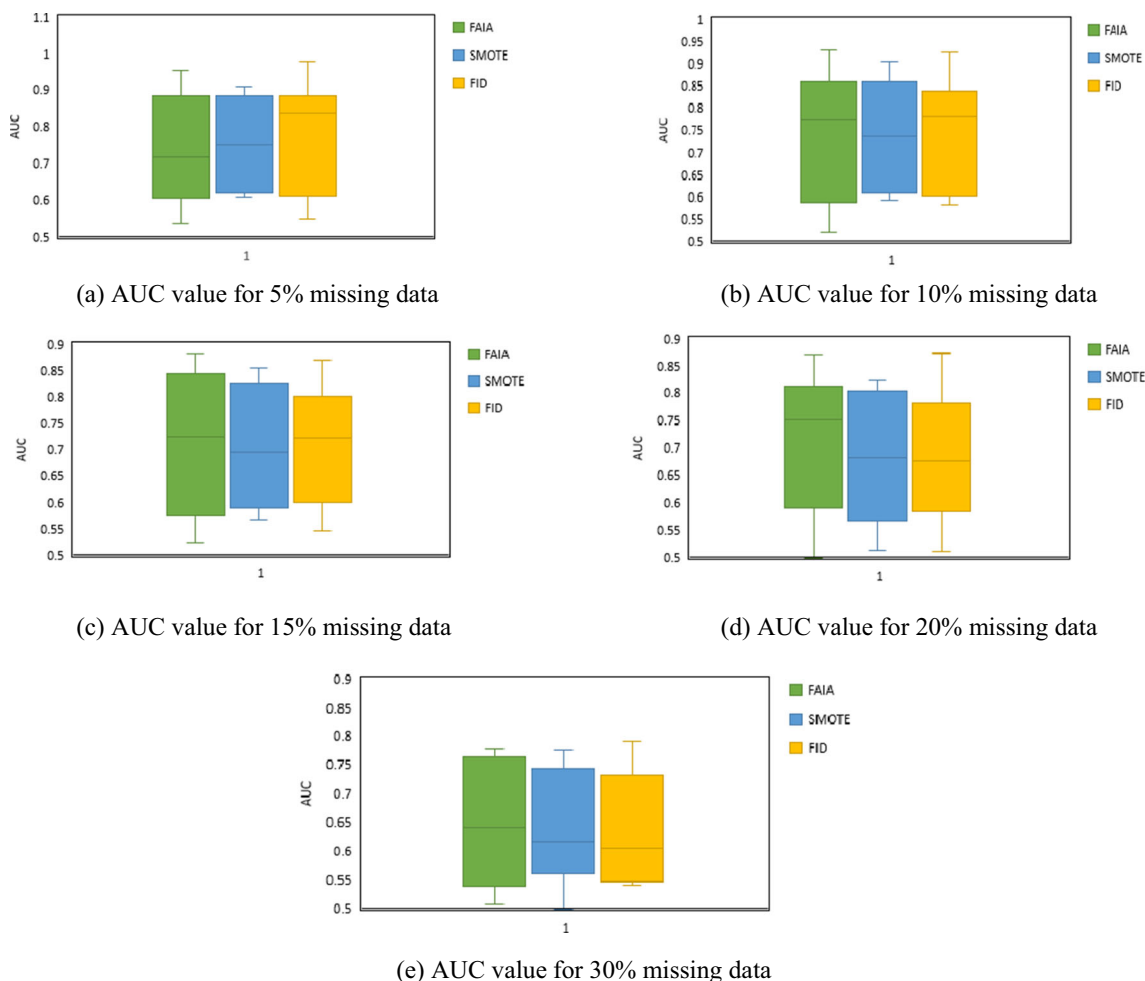 1.1
1
0.9
0.8
0.7
0.6
0.5
AUC
1
FAIA
SMOTE
FID
(a) AUC value for 5% missing data
1
0.95
0.9
0.85
0.8
0.75
0.7
0.65
0.6
0.55
0.5
AUC
1
FAIA
SMOTE
FID
(b) AUC value for 10% missing data
0.9
0.85
0.8
0.75
0.7
0.65
0.6
0.55
0.5
AUC
1
FAIA
SMOTE
FID
(c) AUC value for 15% missing data
0.9
0.85
0.8
0.75
0.7
0.65
0.6
0.55
0.5
AUC
1
FAIA
SMOTE
FID
(d) AUC value for 20% missing data
0.9
0.85
0.8
0.75
0.7
0.65
0.6
0.55
0.5
AUC
1
FAIA
SMOTE
FID
(e) AUC value for 30% missing data